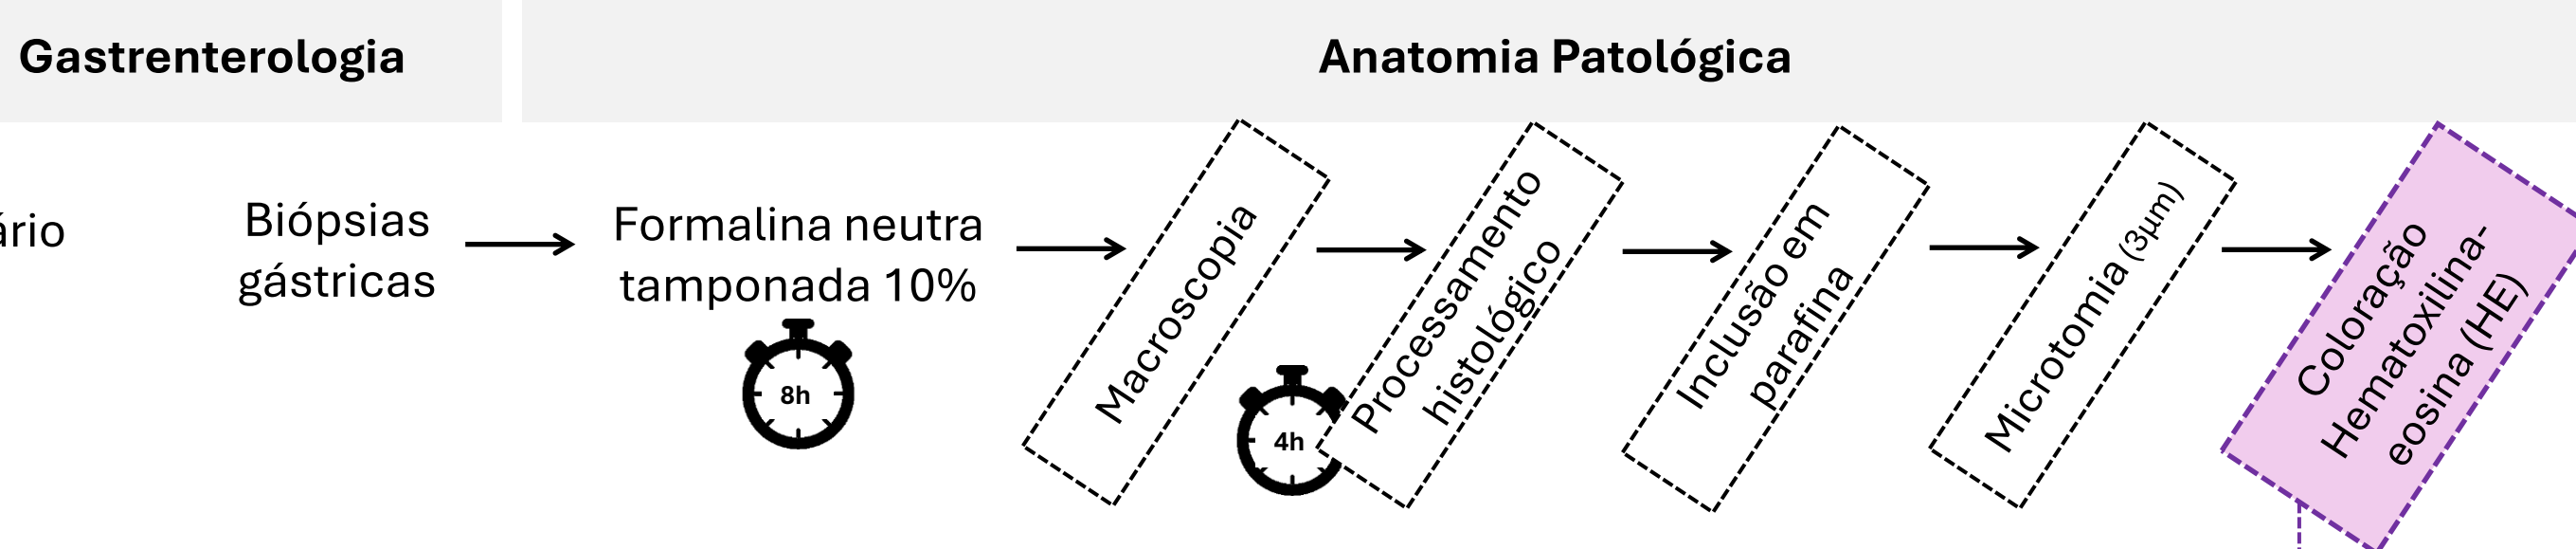 Gastrenterologia
Anatomia Patológica
Biópsias
gástricas
Formalina neutra
tamponada 10%
8h
Macroscopia
4h
Processamento
histológico
Inclusão em
parafina
Microtomia (3µm)
Coloração
Hematoxilina-
eosina (HE)